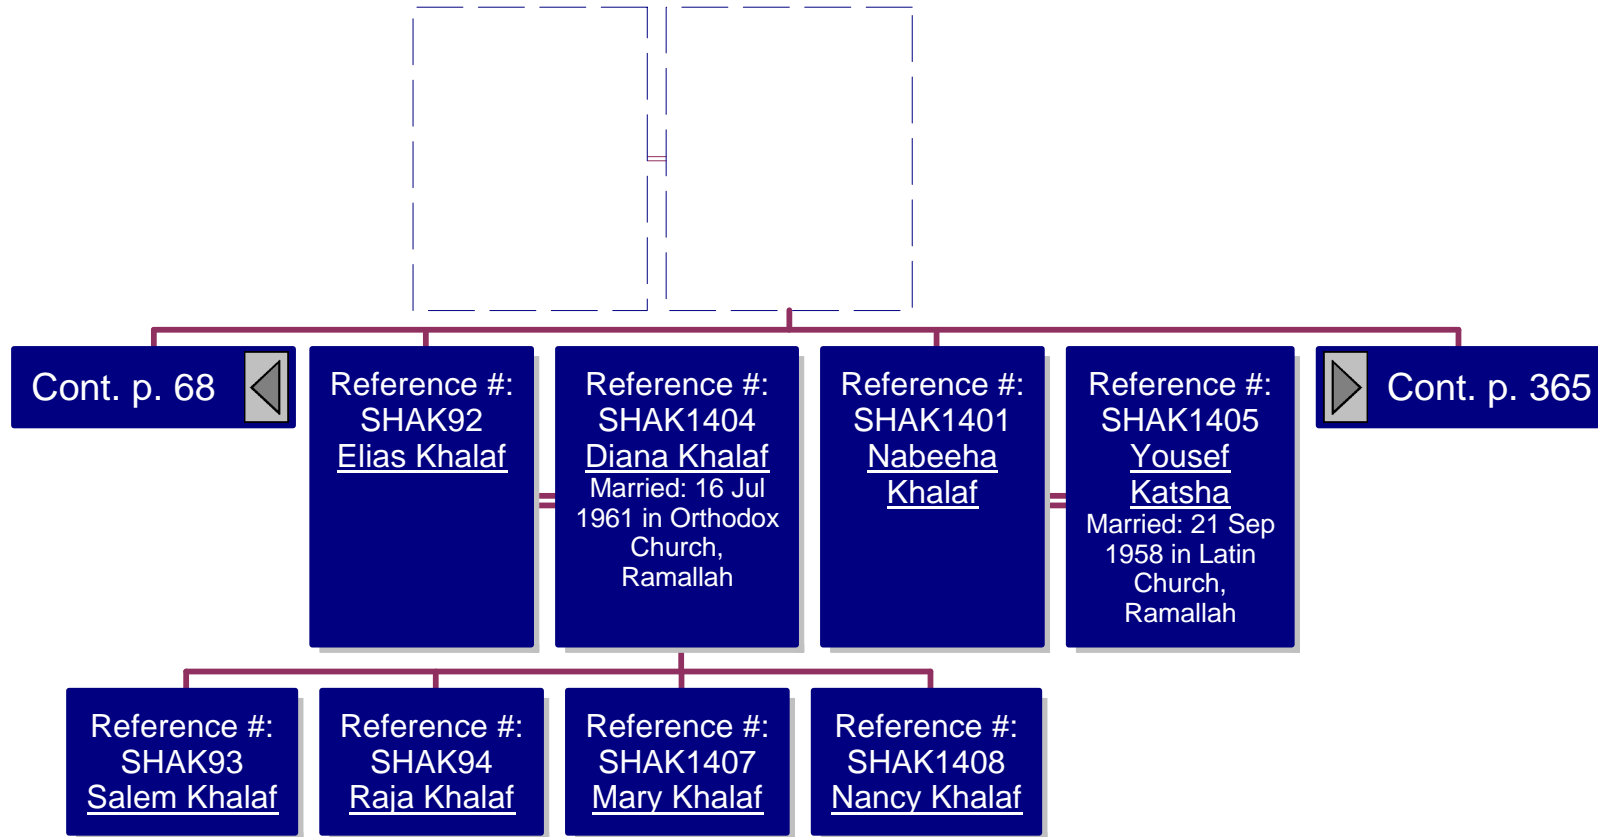 Cont. p. 68
Reference #:
SHAK92
Elias Khalaf
Reference #:
SHAK1404
Diana Khalaf
Married: 16 Jul
1961 in Orthodox
Church,
Ramallah
Reference #:
SHAK1401
Nabeeha
Khalaf
Reference #:
SHAK1405
Yousef
Katsha
Married: 21 Sep
1958 in Latin
Church,
Ramallah
Cont. p. 365
Reference #:
SHAK93
Salem Khalaf
Reference #:
SHAK94
Raja Khalaf
Reference #:
SHAK1407
Mary Khalaf
Reference #:
SHAK1408
Nancy Khalaf